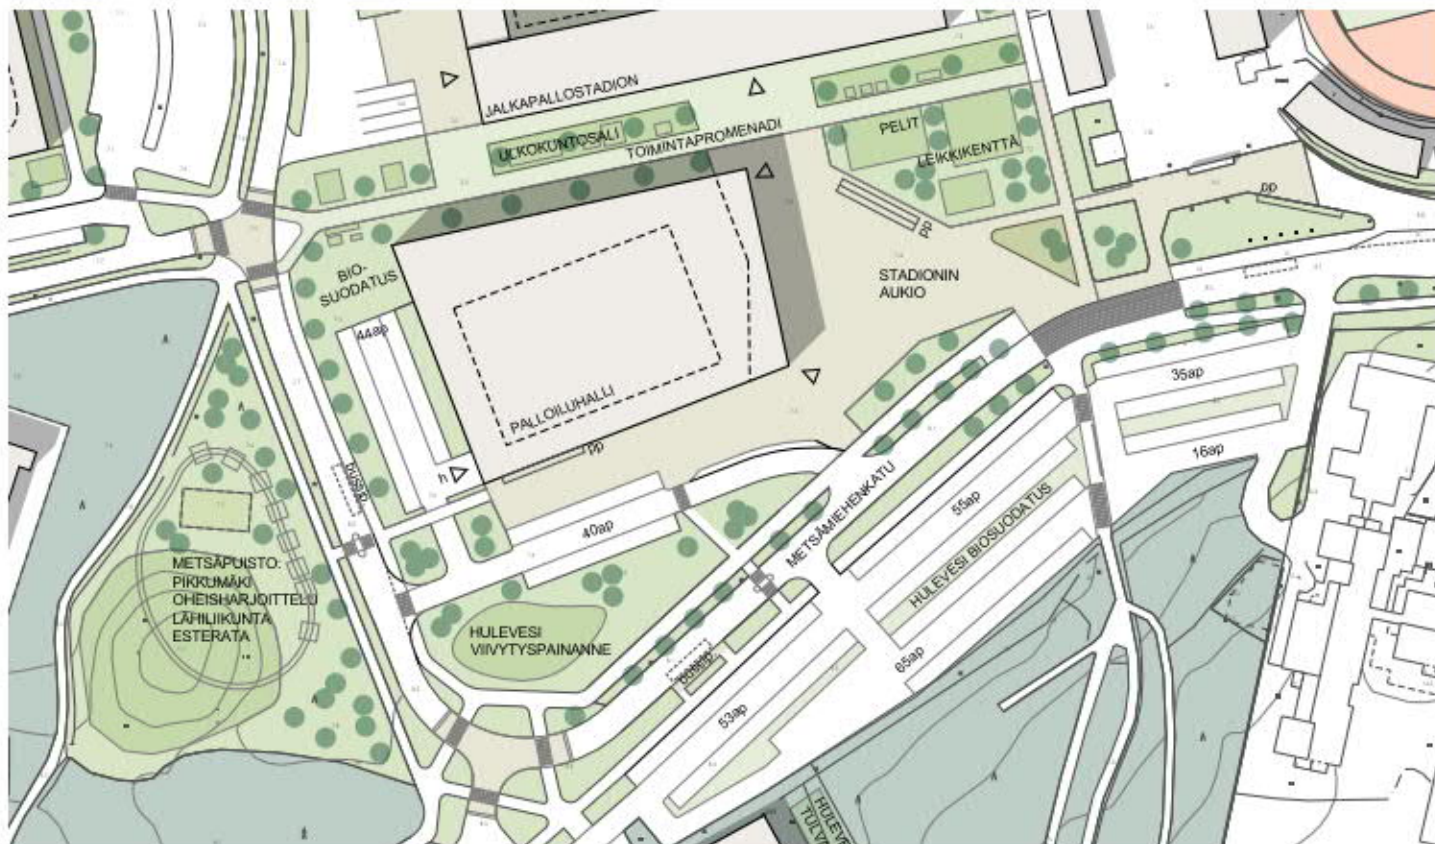 JALKAPALLOSTADION
ULKOKUNTOSALI
TOIMINTAPROMENADI
PELIT
LEIKKIKENTTÄ
pp
pp
BIO-
SUODATUS
STADIONIN
AUKIO
44ap
PALLOILUHALLI
35ap
16ap
h
pp
40ap
METSÄMIEHENKATU
55ap
HULEVESI BIOSUODATUS
METSÄPUISTO:
PIKKUMÄKI
OHEISHARJOITTELU
LÄHILIIKUNTA
ESTERATA
HULEVESI
VIIVYTYSPAINANNE
65ap
53ap